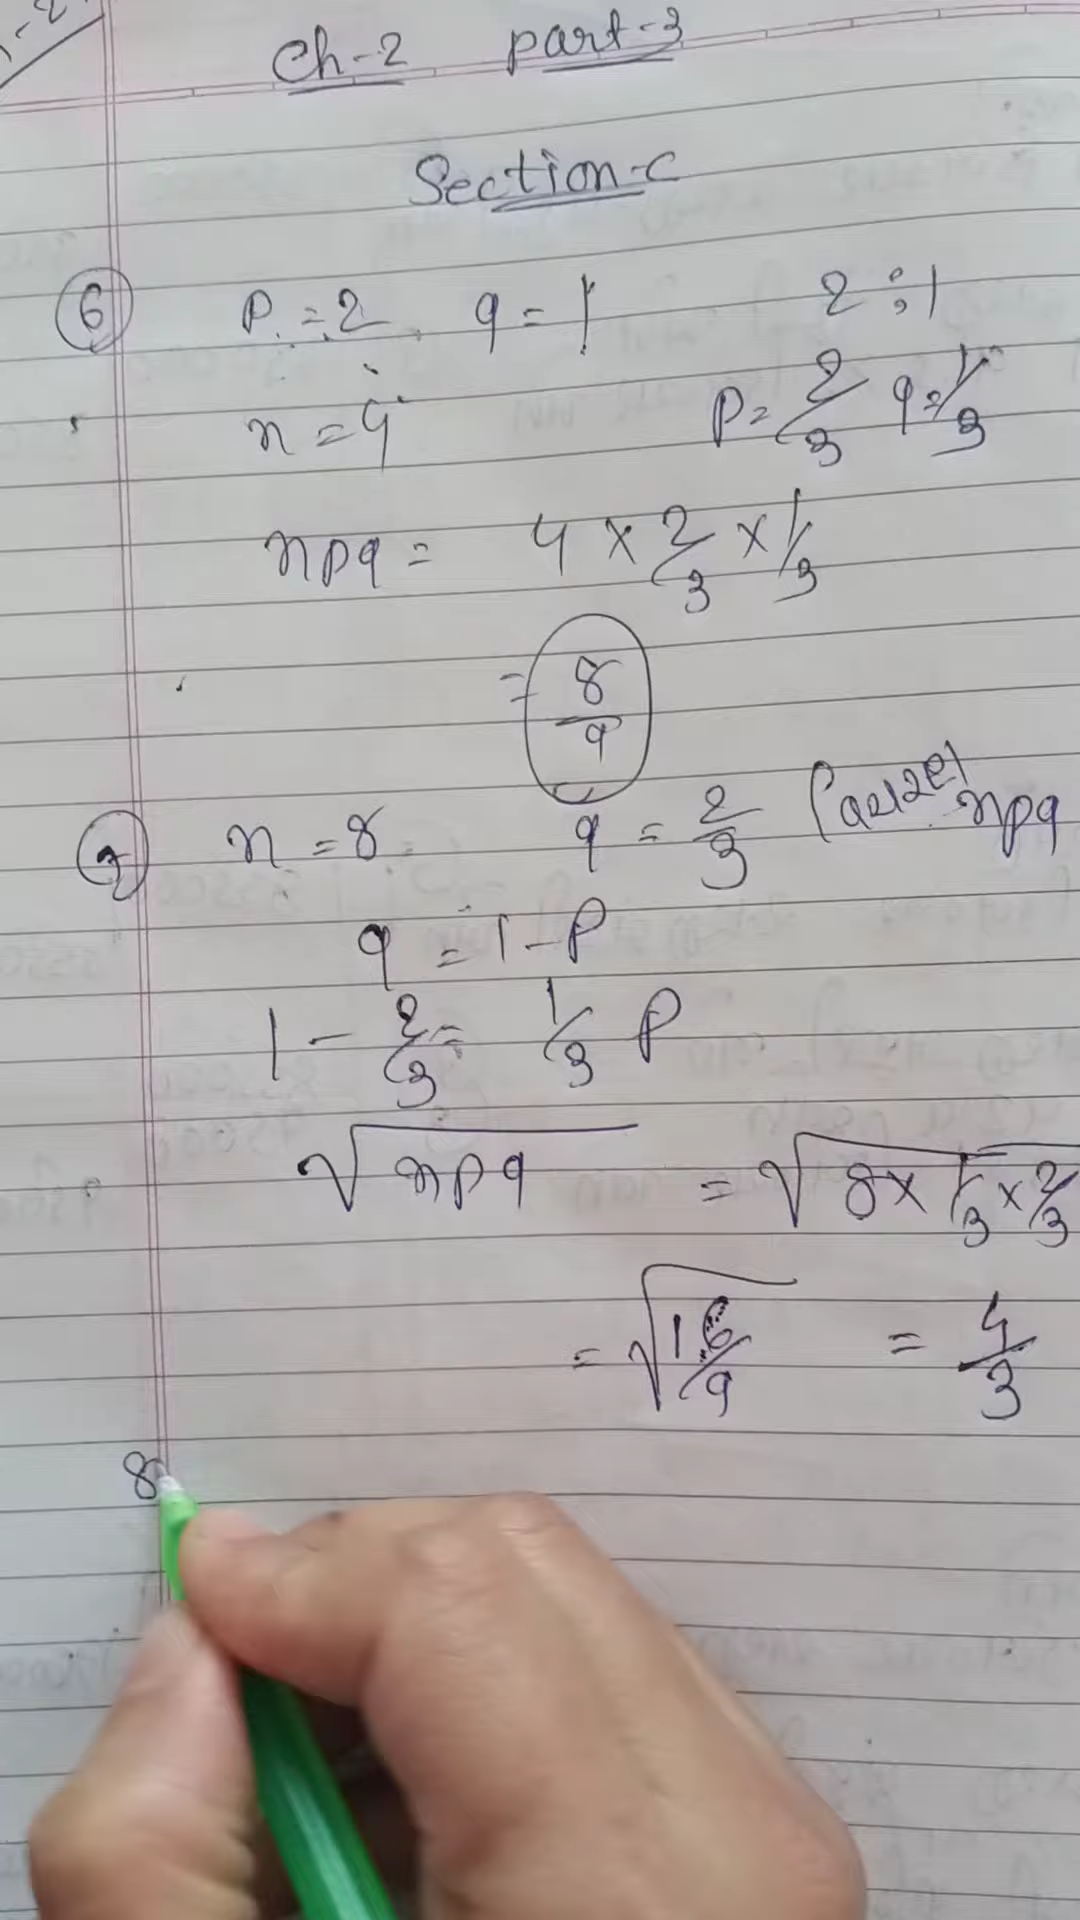 Ch-2 part-3
Section-C
6 P = 2 q = 1 2 : 1
n = 4 P = 2/3 q = 1/3
npq = 4 × 2/3 × 1/3
= 8/9
7 n = 8 q = 2/3 npq
q = 1 - P
1 - 2/3 = 1/3 P
√npq = √8 × 1/3 × 2/3
= √16/9 = 4/3
8